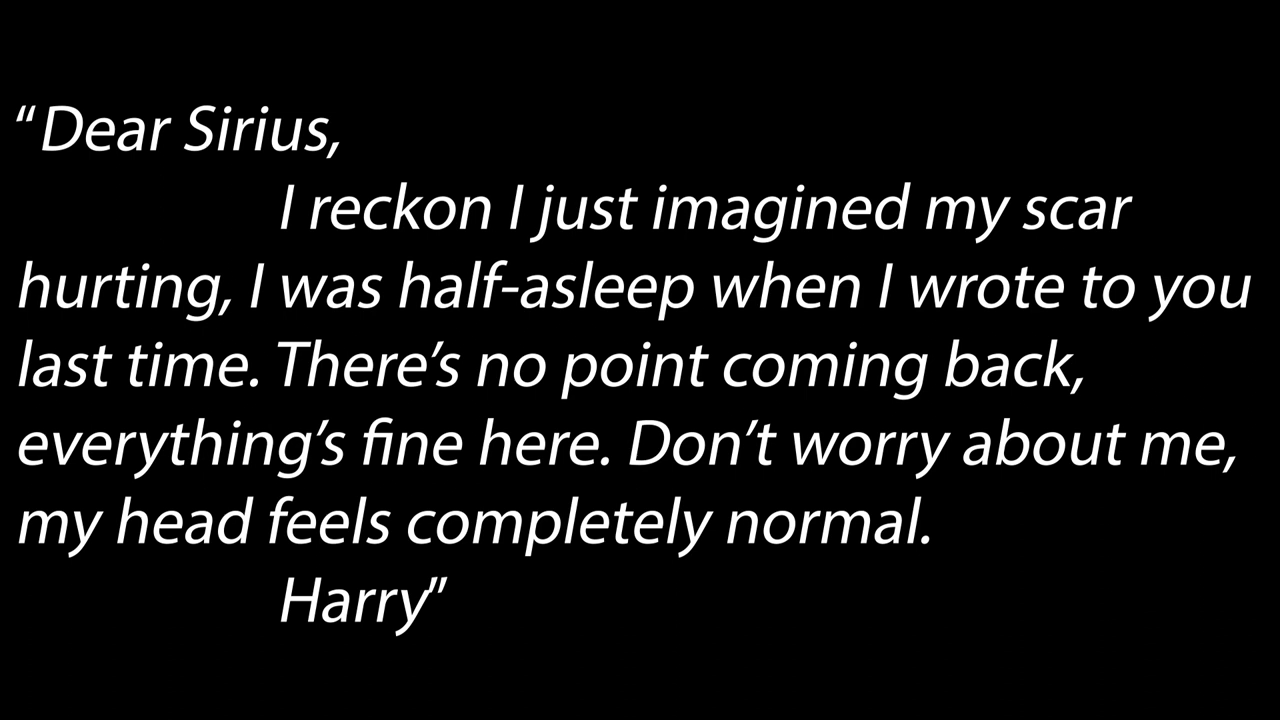 “Dear Sirius,
I reckon I just imagined my scar
hurting, I was half-asleep when I wrote to you
last time. There’s no point coming back,
everything’s fine here. Don’t worry about me,
my head feels completely normal.
Harry”